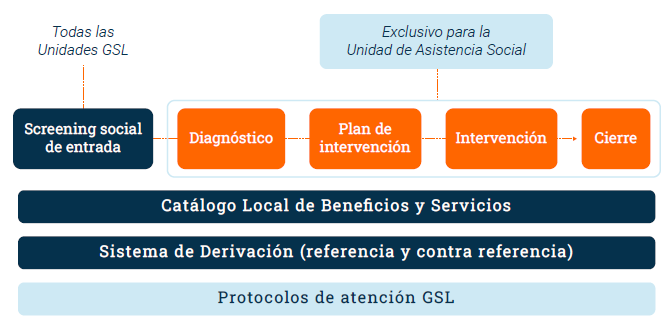 Todas las
Unidades GSL
Exclusivo para la
Unidad de Asistencia Social
Screening social
de entrada
Diagnóstico
Plan de
intervención
Intervención
Cierre
Catálogo Local de Beneficios y Servicios
Sistema de Derivación (referencia y contra referencia)
Protocolos de atención GSL